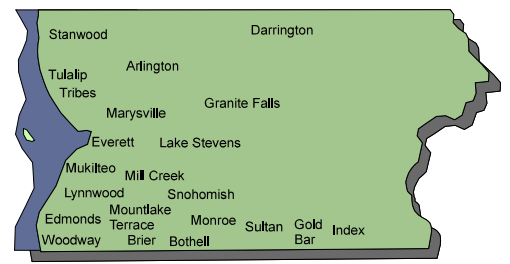 Darrington
Stanwood
Arlington
Tulalip
Tribes
Granite Falls
Marysville
Everett
Lake Stevens
Mukilteo
Mill Creek
Lynnwood
Snohomish
Mountlake
Terrace
Edmonds
Monroe
Sultan
Gold
Bar
Index
Woodway
Brier
Bothell